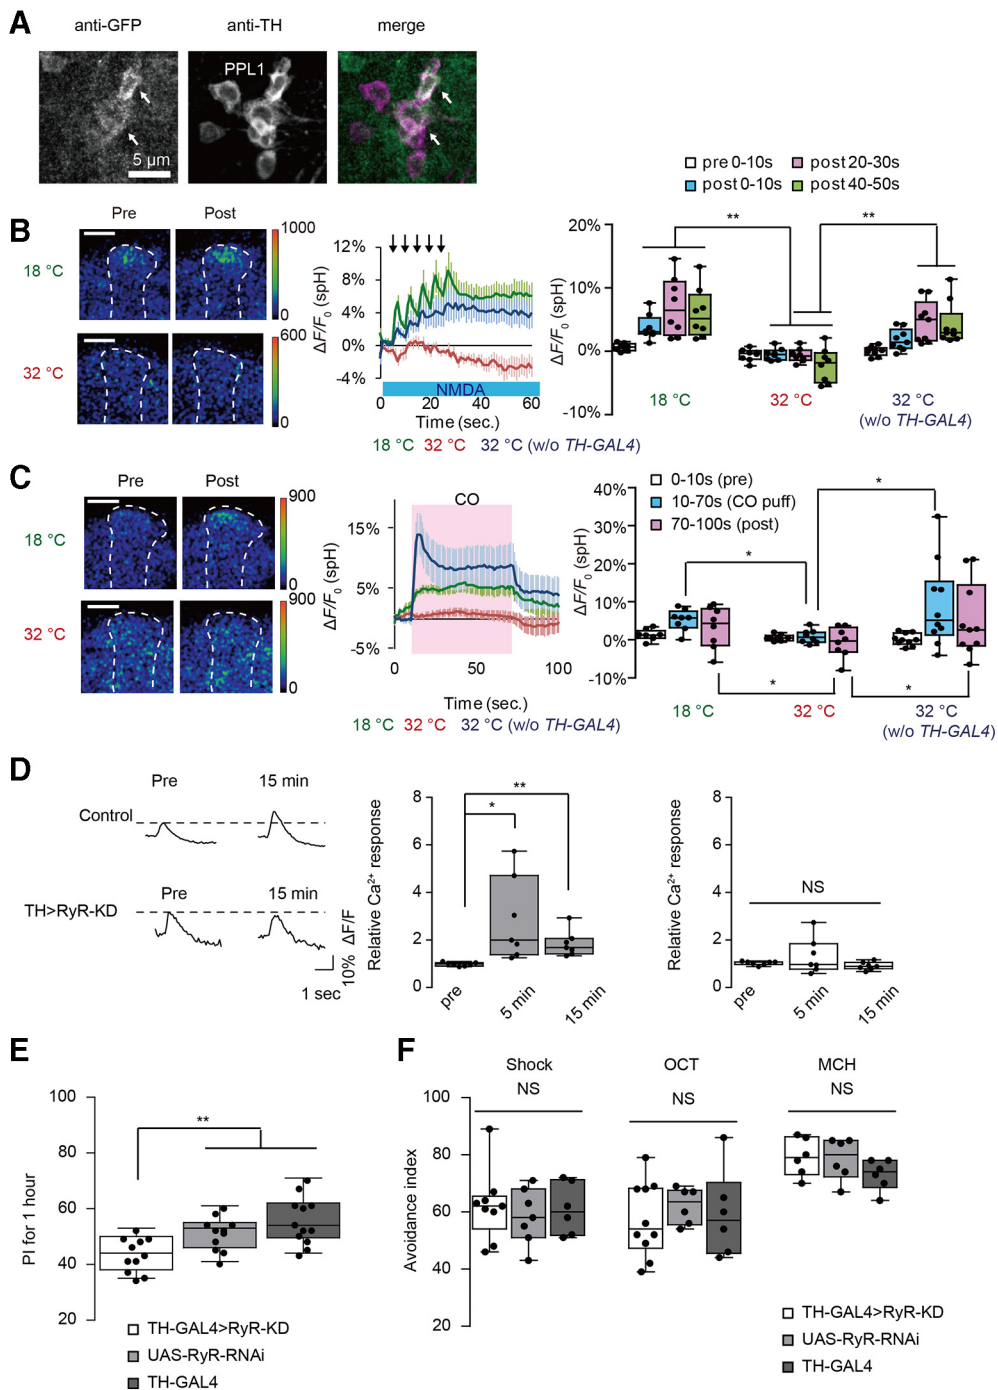 A
anti-GFP
anti-TH
merge
PPL1
5 µm
B
Pre
Post
18 °C
32 °C
1000
0
600
0
12%
8%
4%
0%
-4%
ΔF/F0 (spH)
NMDA
0
20
40
60
Time (sec.)
18 °C 32 °C 32 °C (w/o TH-GAL4)
pre 0-10s
post 0-10s
post 20-30s
post 40-50s
20%
10%
0%
-10%
ΔF/F0 (spH)
**
**
18 °C
32 °C
32 °C
(w/o TH-GAL4)
C
Pre
Post
18 °C
32 °C
900
0
900
0
CO
15%
5%
-5%
ΔF/F0 (spH)
0
50
100
Time (sec.)
18 °C 32 °C 32 °C (w/o TH-GAL4)
0-10s (pre)
10-70s (CO puff)
70-100s (post)
40%
30%
20%
10%
0%
-10%
ΔF/F0 (spH)
*
*
*
*
18 °C
32 °C
32 °C
(w/o TH-GAL4)
D
Pre
15 min
Control
Pre
15 min
TH>RyR-KD
10% ΔF/F
1 sec
8
6
4
2
0
Relative Ca2+ response
*
**
pre
5 min
15 min
8
6
4
2
0
Relative Ca2+ response
NS
pre
5 min
15 min
E
100
80
60
40
20
PI for 1 hour
**
TH-GAL4>RyR-KD
UAS-RyR-RNAi
TH-GAL4
F
Shock
NS
OCT
NS
MCH
NS
100
80
60
40
20
Avoidance index
TH-GAL4>RyR-KD
UAS-RyR-RNAi
TH-GAL4